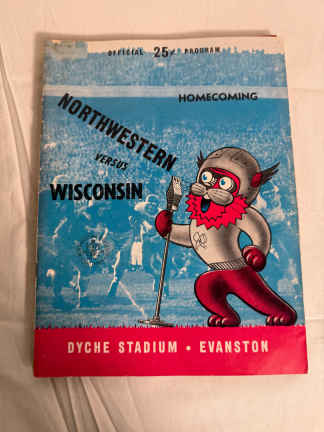 OFFICIAL 25¢ PROGRAM
HOMECOMING
NORTHWESTERN
VERSUS
WISCONSIN
DYCHE STADIUM • EVANSTON